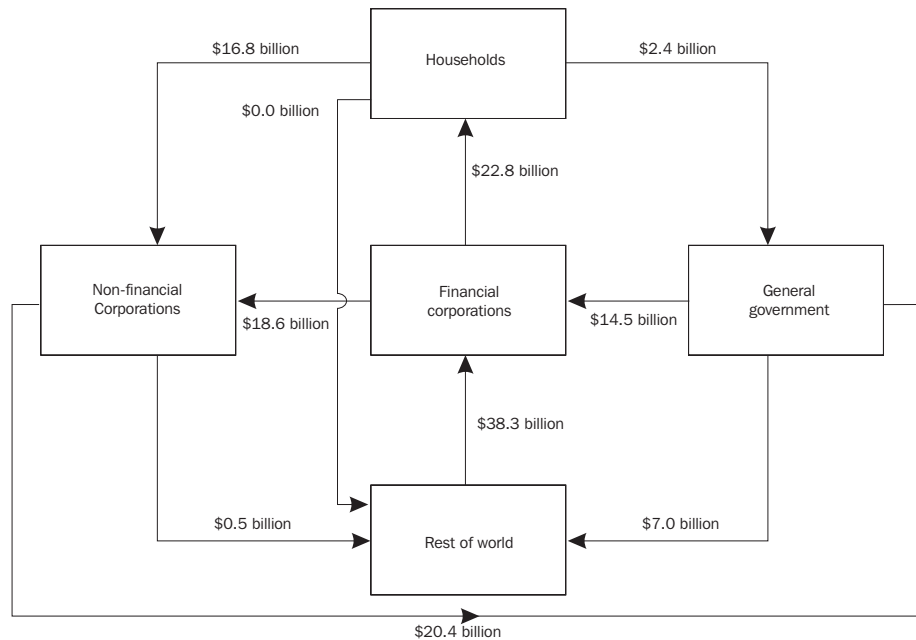 $16.8 billion
Households
$2.4 billion
$0.0 billion
$22.8 billion
Non-financial
Corporations
Financial
corporations
General
government
$18.6 billion
$14.5 billion
$38.3 billion
$0.5 billion
Rest of world
$7.0 billion
$20.4 billion